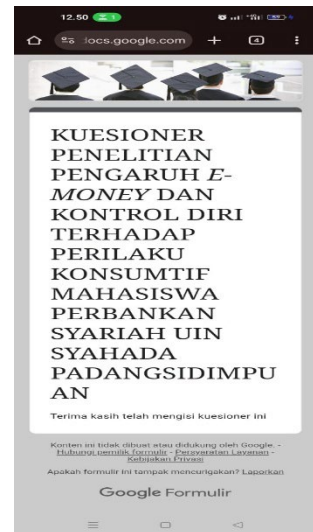 12.50
docs.google.com
4
KUESIONER
PENELITIAN
PENGARUH E-
MONEY DAN
KONTROL DIRI
TERHADAP
PERILAKU
KONSUMTIF
MAHASISWA
PERBANKAN
SYARIAH UIN
SYAHADA
PADANGSIDIMPU
AN
Terima kasih telah mengisi kuesioner ini
Konten ini tidak dibuat atau didukung oleh Google. -
Hubungi pemilik formulir - Persyaratan Layanan -
Kebijakan Privasi
Apakah formulir ini tampak mencurigakan? Laporkan
Google Formulir